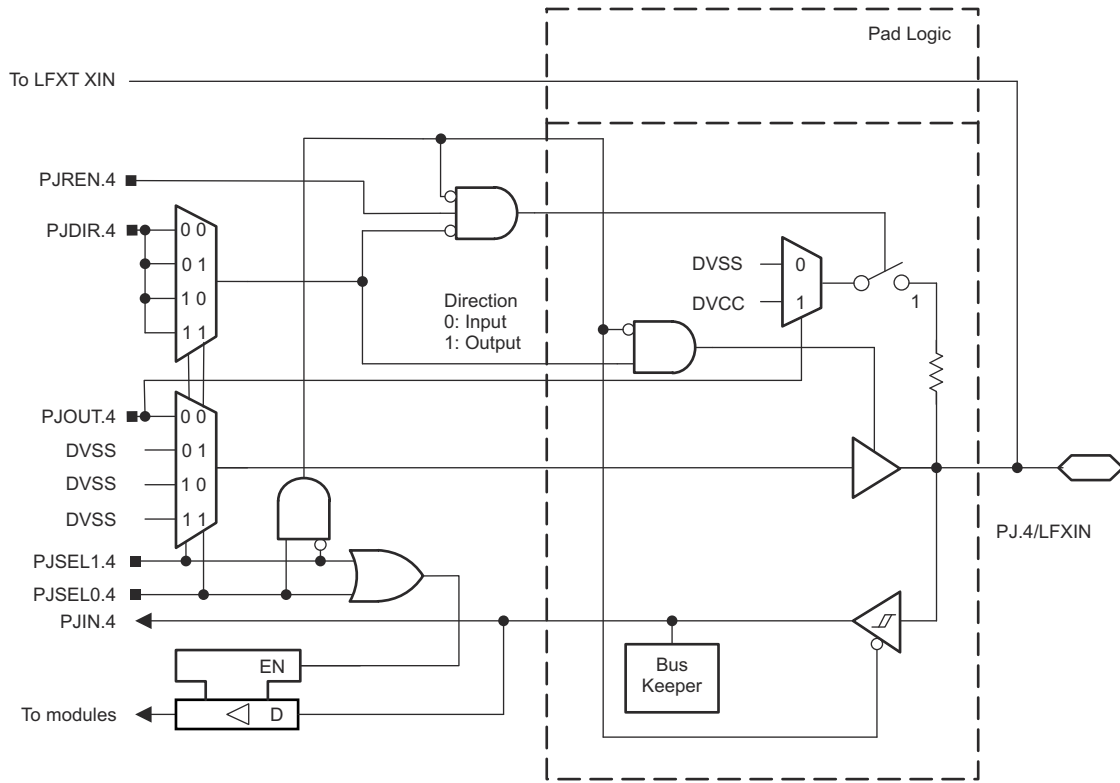 Pad Logic
To LFXT XIN
PJREN.4
PJDIR.4
0 0
0 1
1 0
1 1
Direction
0: Input
1: Output
DVSS
0
DVCC
1
1
PJOUT.4
0 0
DVSS
0 1
DVSS
1 0
DVSS
1 1
PJSEL1.4
PJSEL0.4
PJIN.4
PJ.4/LFXIN
Bus
Keeper
EN
To modules
D